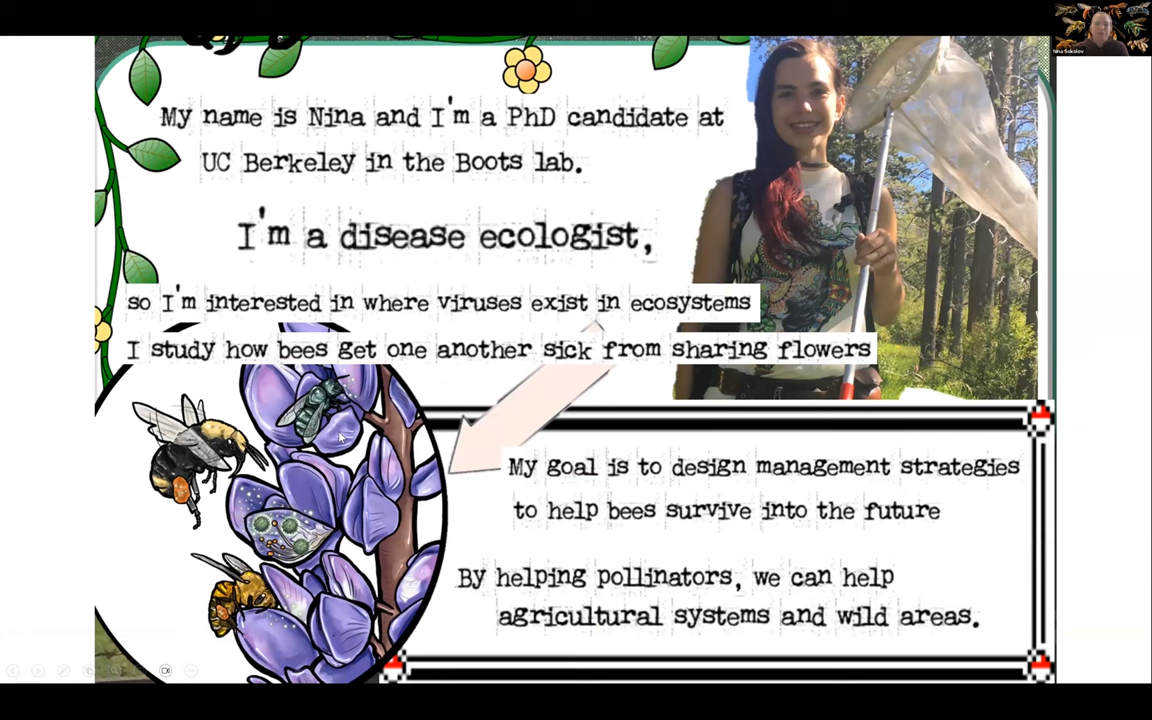 Nina Sokolov
My name is Nina and I'm a PhD candidate at
UC Berkeley in the Boots lab.
I'm a disease ecologist,
so I'm interested in where viruses exist in ecosystems
I study how bees get one another sick from sharing flowers
My goal is to design management strategies
to help bees survive into the future
By helping pollinators, we can help
agricultural systems and wild areas.